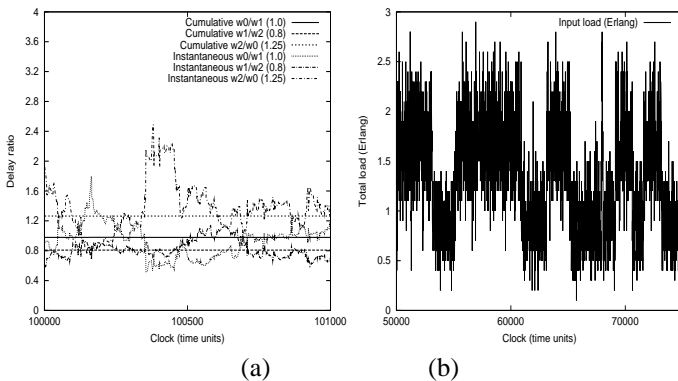 4
3.6
3.2
2.8
2.4
2
1.6
1.2
0.8
0.4
0
Delay ratio
Cumulative w0/w1 (1.0)
Cumulative w1/w2 (0.8)
Cumulative w2/w0 (1.25)
Instantaneous w0/w1 (1.0)
Instantaneous w1/w2 (0.8)
Instantaneous w2/w0 (1.25)
100000 100500 101000
Clock (time units)
(a)
3
2.5
2
1.5
1
0.5
0
Total load (Erlang)
Input load (Erlang)
50000 60000 70000
Clock (time units)
(b)